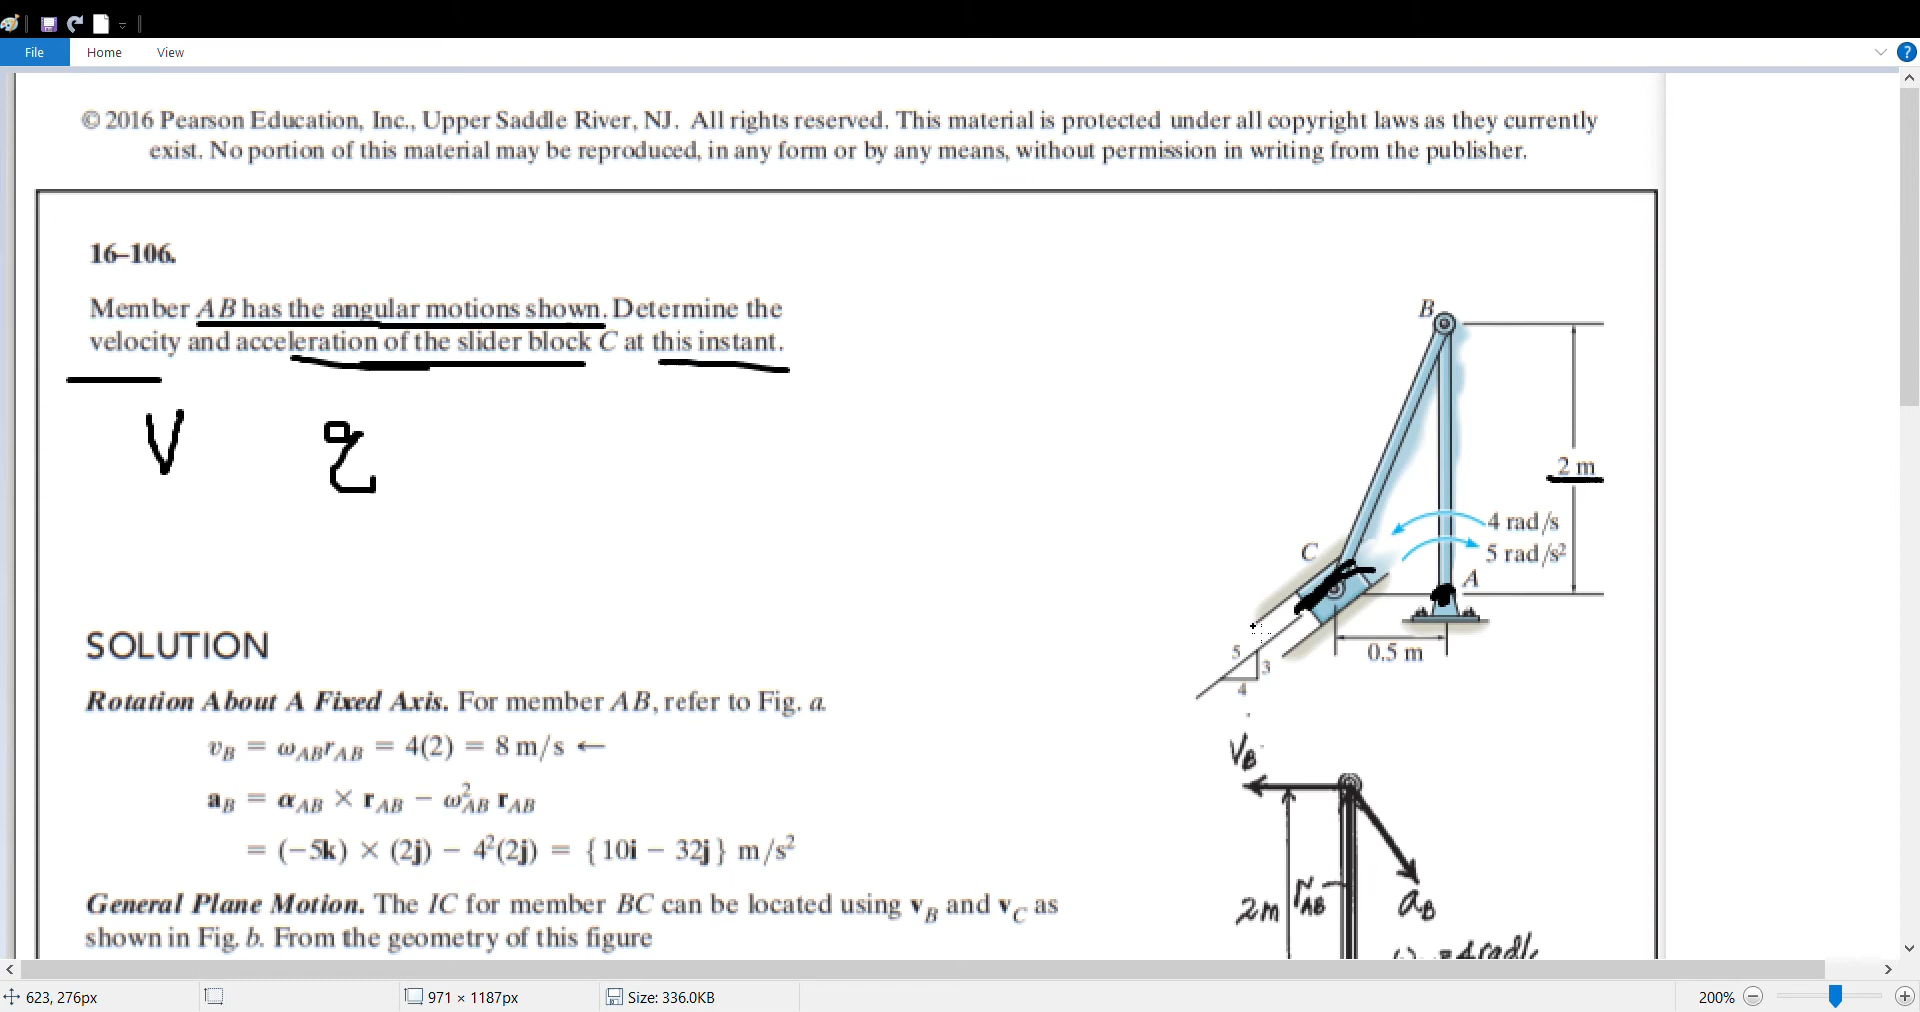 File Home View
© 2016 Pearson Education, Inc., Upper Saddle River, NJ. All rights reserved. This material is protected under all copyright laws as they currently
exist. No portion of this material may be reproduced, in any form or by any means, without permission in writing from the publisher.
16–106.
Member AB has the angular motions shown. Determine the
velocity and acceleration of the slider block C at this instant.
V
B
2 m
4 rad/s
5 rad/s²
C
A
0.5 m
5
3
4
SOLUTION
Rotation About A Fixed Axis. For member AB, refer to Fig. a.
v_B = ω_AB r_AB = 4(2) = 8 m/s ←
a_B = α_AB × r_AB − ω²_AB r_AB
= (−5k) × (2j) − 4²(2j) = {10i − 32j} m/s²
General Plane Motion. The IC for member BC can be located using v_B and v_C as
shown in Fig. b. From the geometry of this figure
V_B
2m
r_AB
a_B
623, 276px
971 × 1187px
Size: 336.0KB
200%